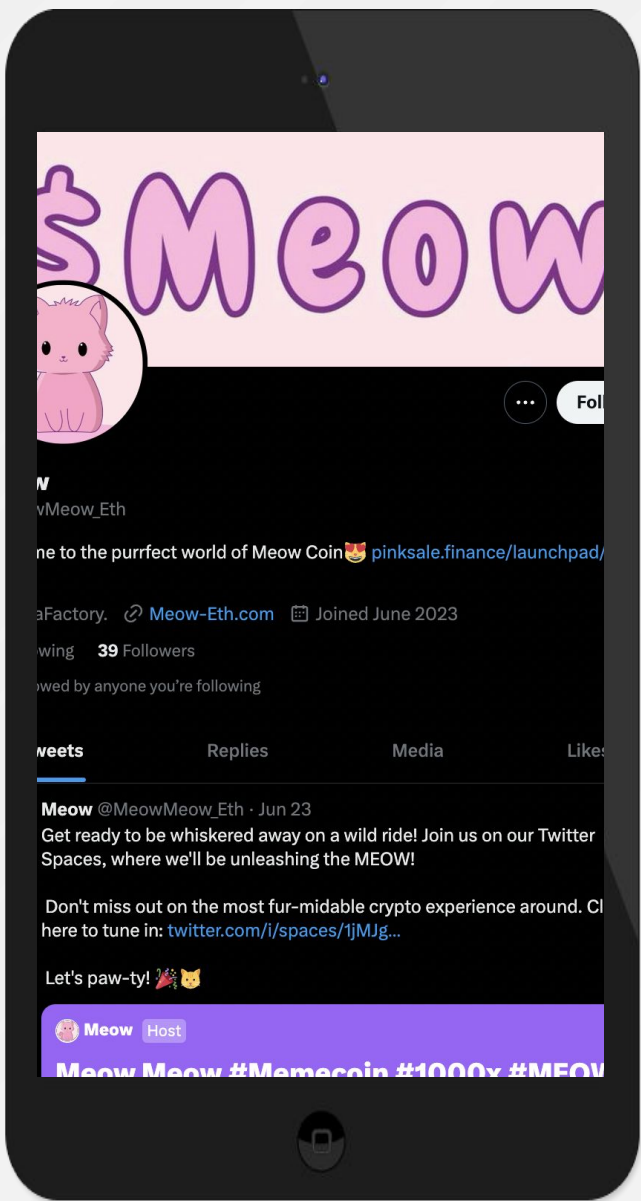 $Meow
Foll
w
wMeow_Eth
me to the purrfect world of Meow Coin😻 pinksale.finance/launchpad/
aFactory. Meow-Eth.com Joined June 2023
wing 39 Followers
owed by anyone you’re following
weets Replies Media Likes
Meow @MeowMeow_Eth · Jun 23
Get ready to be whiskered away on a wild ride! Join us on our Twitter
Spaces, where we'll be unleashing the MEOW!
Don't miss out on the most fur-midable crypto experience around. Cl
here to tune in: twitter.com/i/spaces/1jMJg...
Let's paw-ty! 🎉🐱
Meow Host
Meow Meow #Memecoin #1000x #MEOW